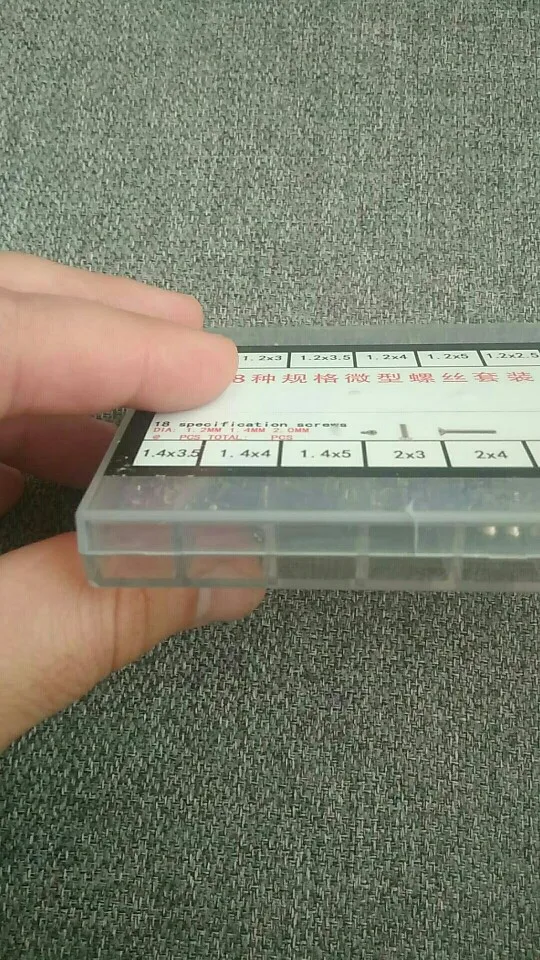 1.2x3 1.2x3.5 1.2x4 1.2x5 1.2x2.5
8种规格微型螺丝套装
18 specification screws
DIA: 1.2MM 1.4MM 2.0MM
PCS TOTAL: PCS
1.4x3.5 1.4x4 1.4x5 2x3 2x4